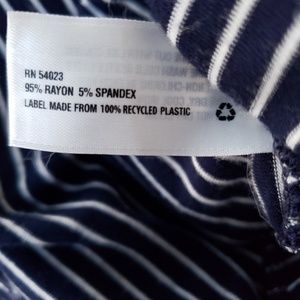 RN 54023
95% RAYON 5% SPANDEX
LABEL MADE FROM 100% RECYCLED PLASTIC